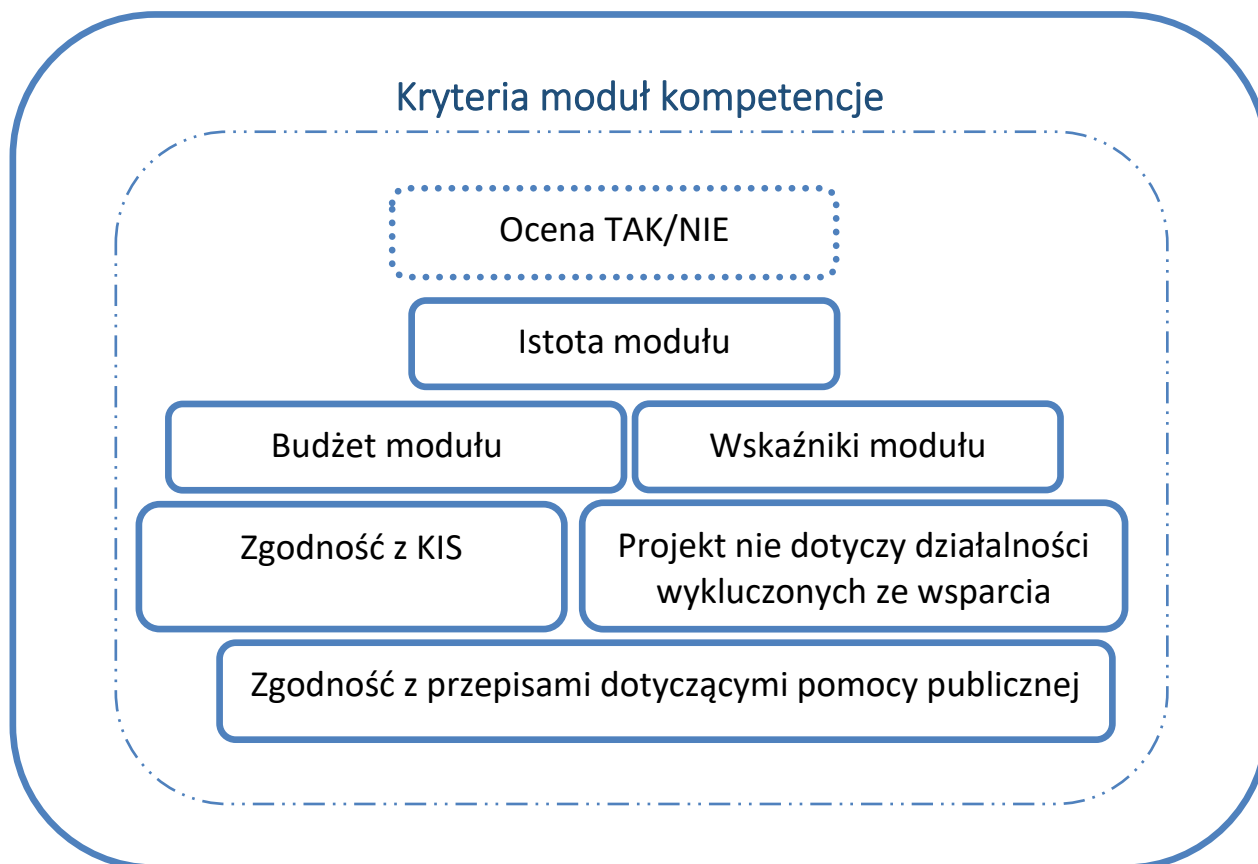 Kryteria moduł kompetencje
Ocena TAK/NIE
Istota modułu
Budżet modułu
Wskaźniki modułu
Zgodność z KIS
Projekt nie dotyczy działalności
wykluczonych ze wsparcia
Zgodność z przepisami dotyczącymi pomocy publicznej